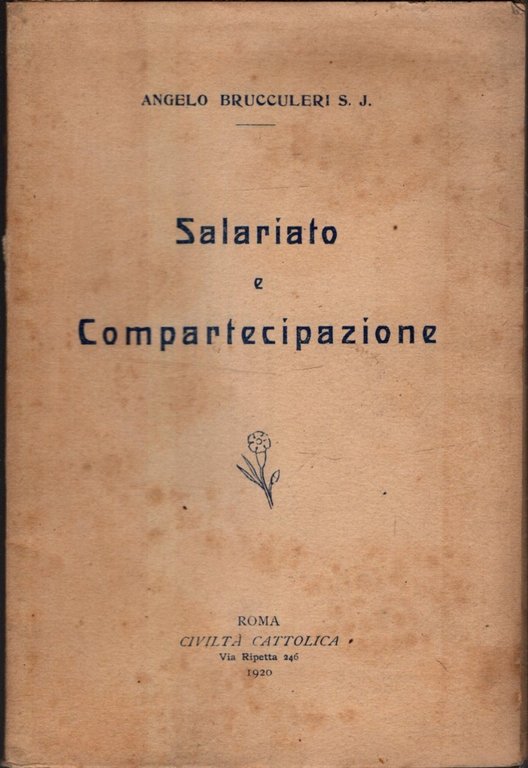 ANGELO BRUCCULERI S. J.
Salariato
e
Compartecipazione
ROMA
CIVILTÀ CATTOLICA
Via Ripetta 246
1920